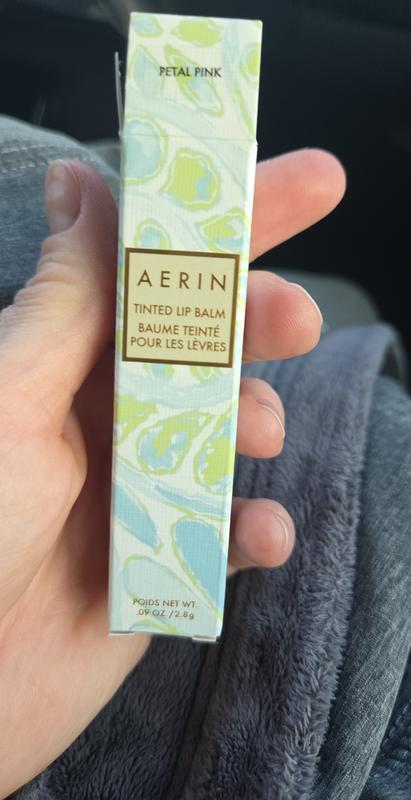 PETAL PINK
AERIN
TINTED LIP BALM
BAUME TEINTÉ
POUR LES LÈVRES
POIDS NET WT.
.09 OZ./2.8g